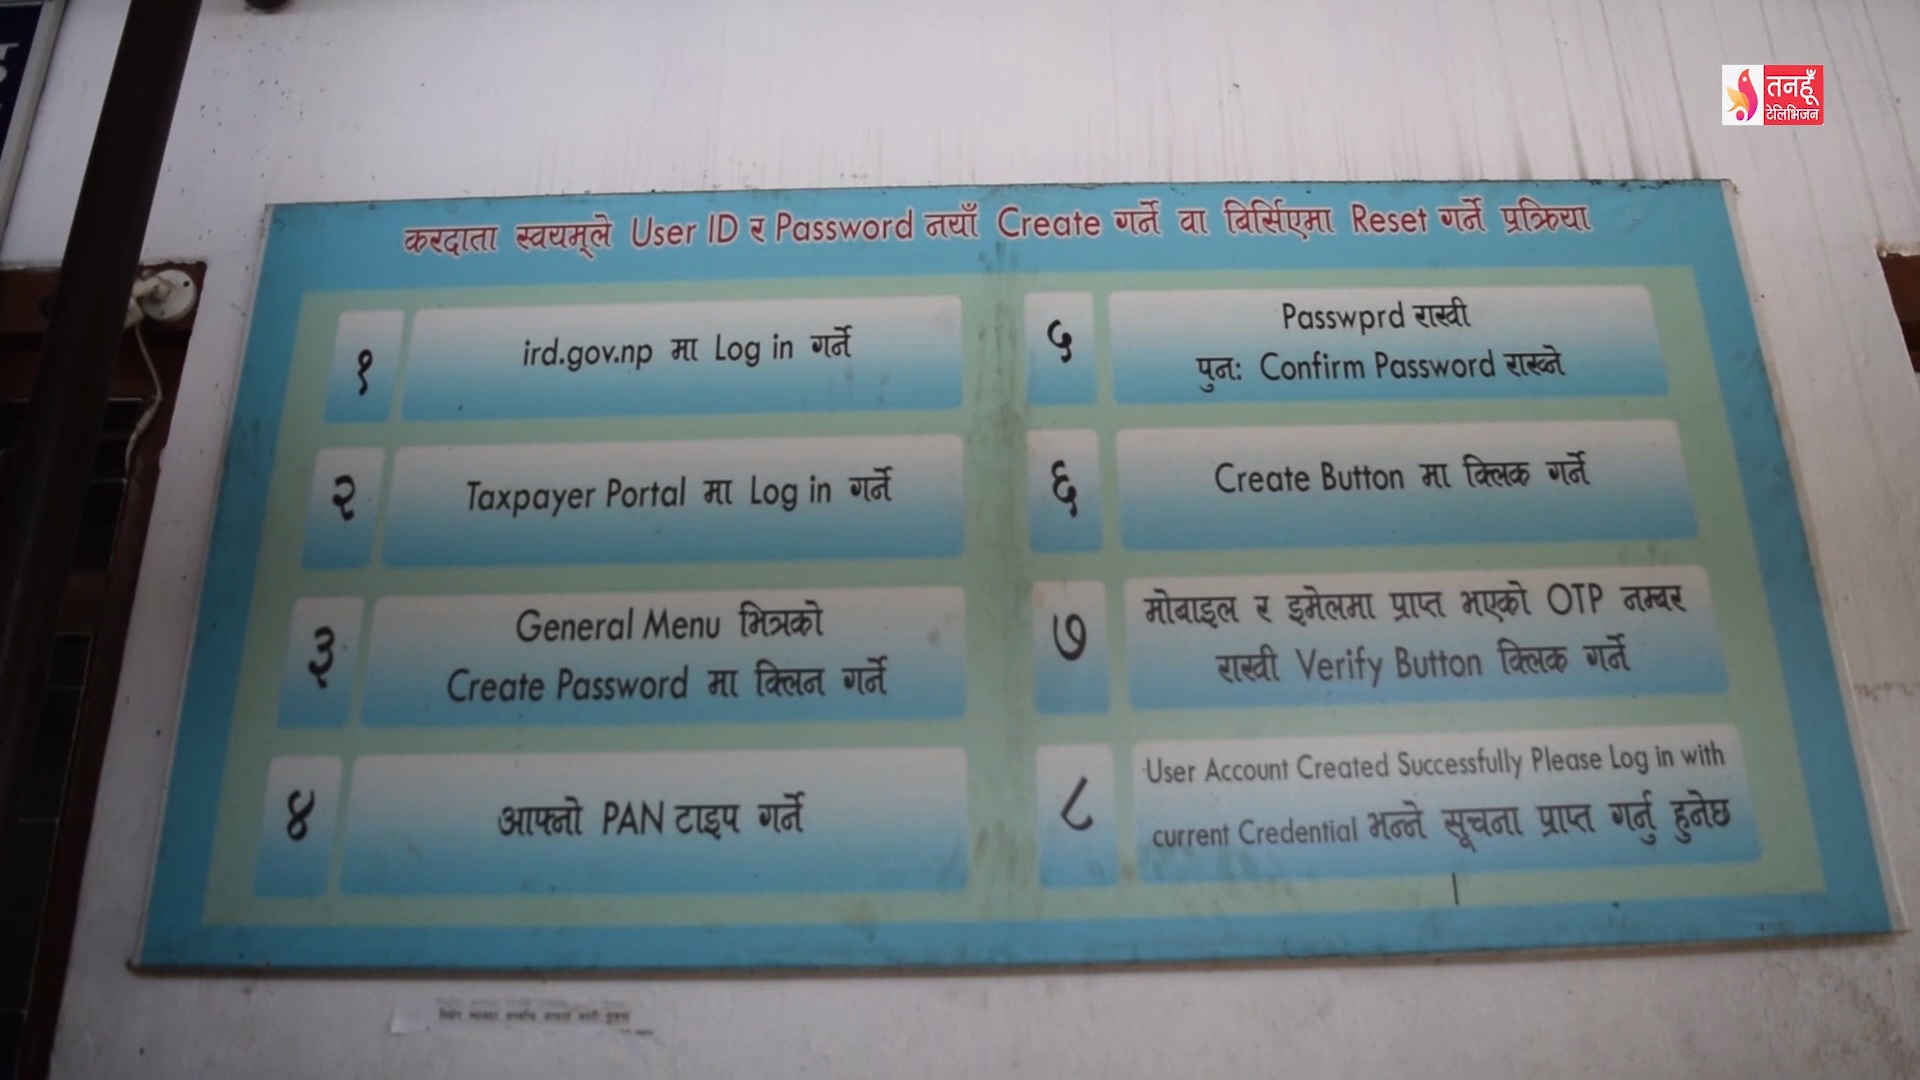 तनहूँ
टेलिभिजन
करदाता स्वयम्ले User ID र Password नयाँ Create गर्ने वा बिर्सिएमा Reset गर्ने प्रक्रिया
१
ird.gov.np मा Log in गर्ने
२
Taxpayer Portal मा Log in गर्ने
३
General Menu भित्रको
Create Password मा क्लिन गर्ने
४
आफ्नो PAN टाइप गर्ने
५
Passwprd राखी
पुन: Confirm Password राख्ने
६
Create Button मा क्लिक गर्ने
७
मोबाइल र इमेलमा प्राप्त भएको OTP नम्बर
राखी Verify Button क्लिक गर्ने
८
User Account Created Successfully Please Log in with
current Credential भन्ने सूचना प्राप्त गर्नु हुनेछ